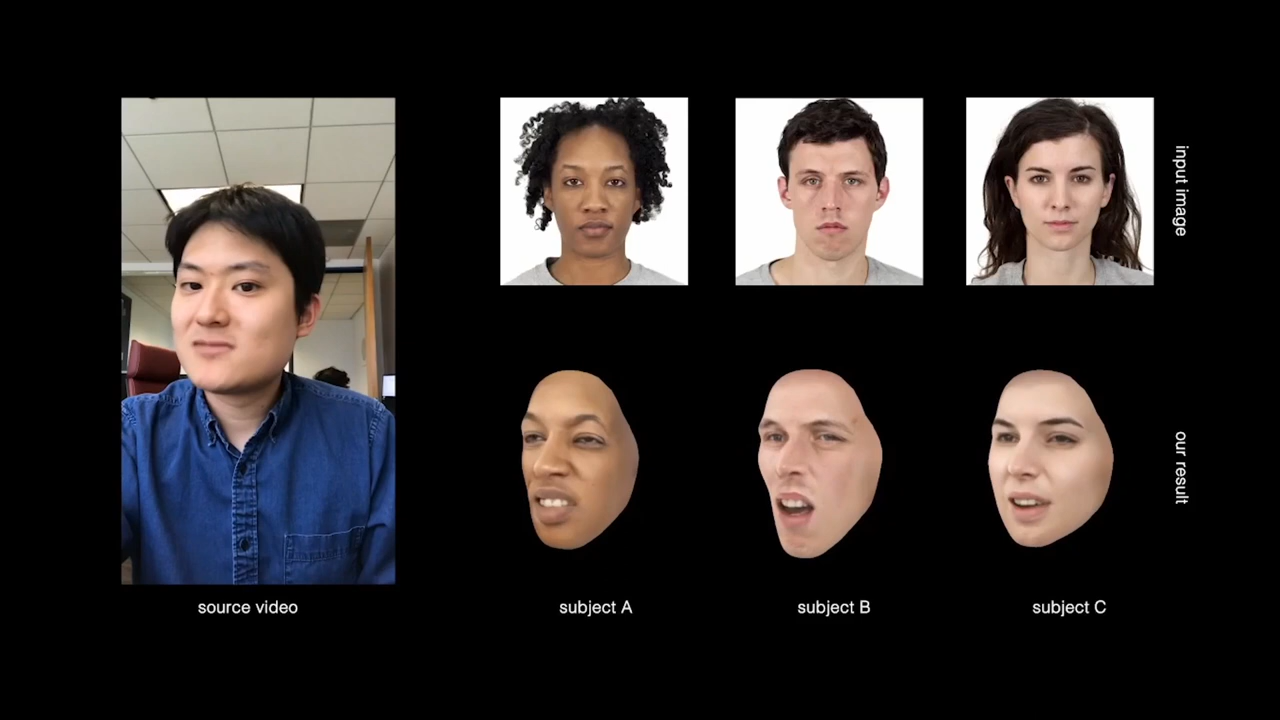 input image
our result
source video
subject A
subject B
subject C